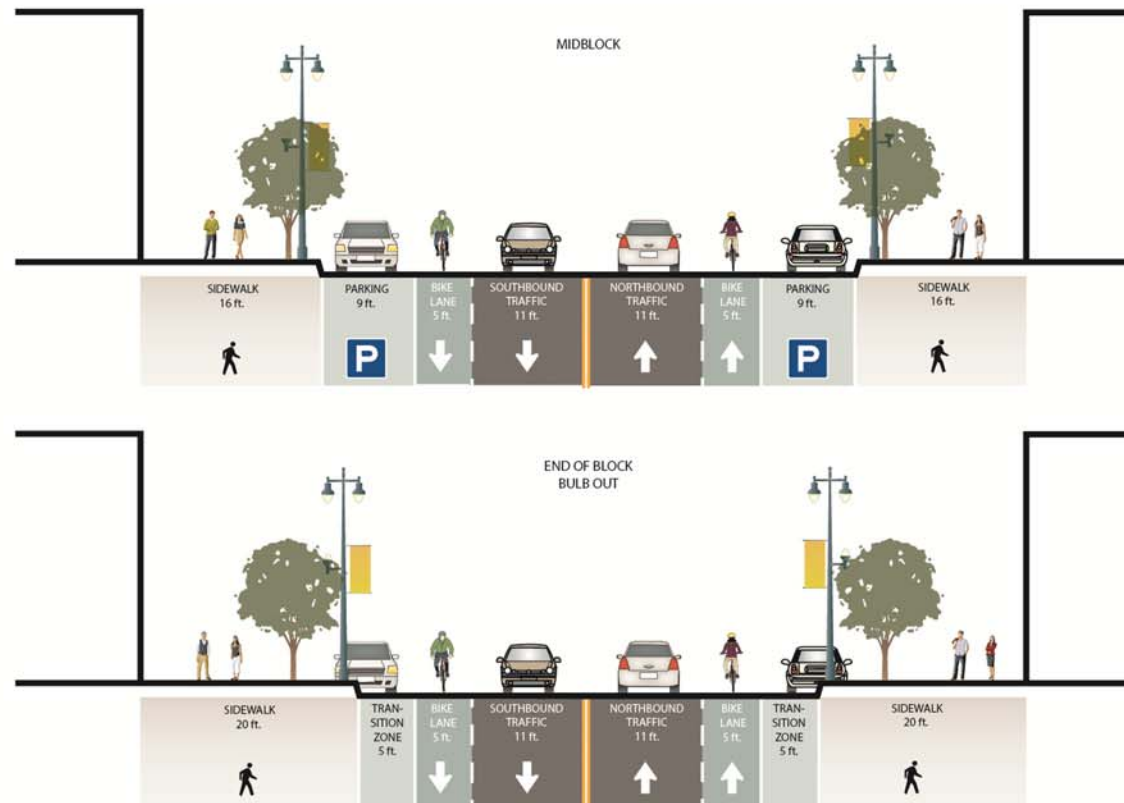 MIDBLOCK
SIDEWALK
16 ft.
PARKING
9 ft.
BIKE
LANE
5 ft.
SOUTHBOUND
TRAFFIC
11 ft.
NORTHBOUND
TRAFFIC
11 ft.
BIKE
LANE
5 ft.
PARKING
9 ft.
SIDEWALK
16 ft.
P
P
END OF BLOCK
BULB OUT
SIDEWALK
20 ft.
TRAN-
SITION
ZONE
5 ft.
BIKE
LANE
5 ft.
SOUTHBOUND
TRAFFIC
11 ft.
NORTHBOUND
TRAFFIC
11 ft.
BIKE
LANE
5 ft.
TRAN-
SITION
ZONE
5 ft.
SIDEWALK
20 ft.